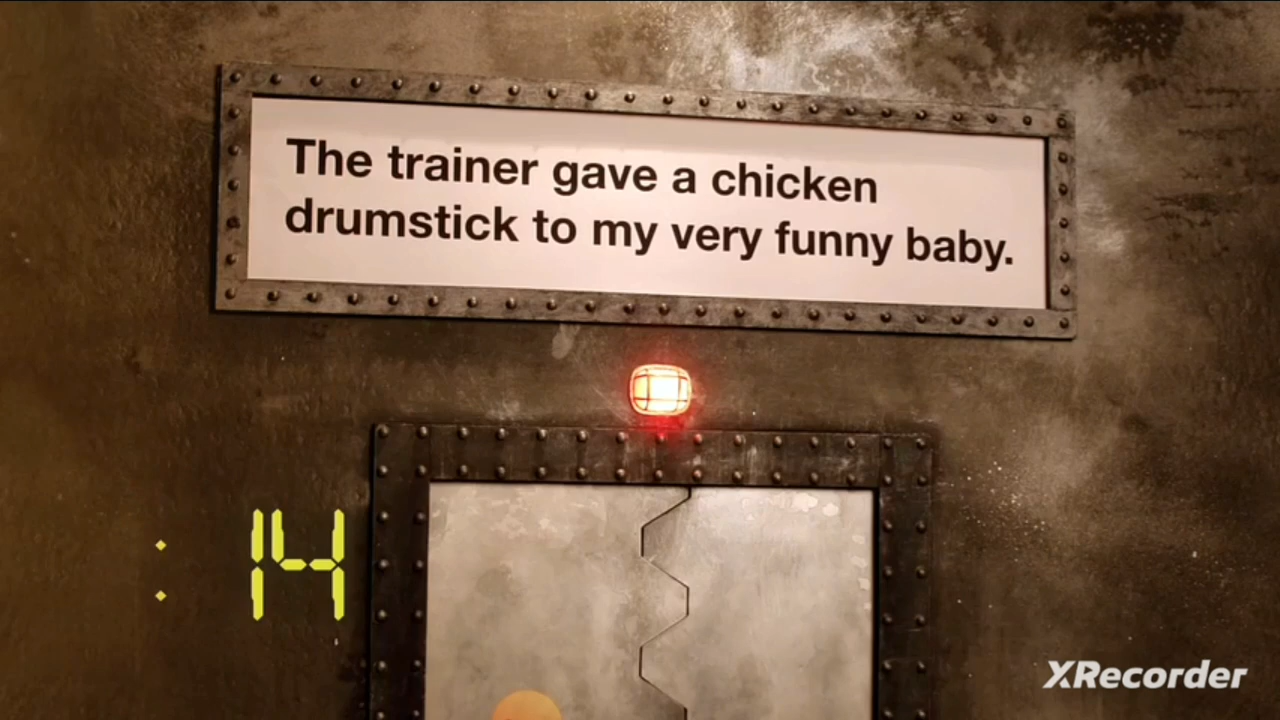 The trainer gave a chicken
drumstick to my very funny baby.
: 14
XRecorder